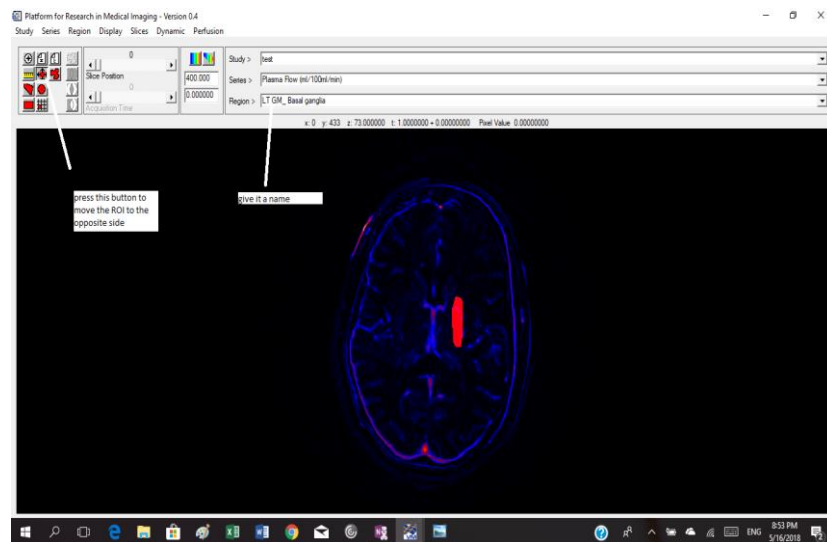 Platform for Research in Medical Imaging - Version 0.4
Study Series Region Display Slices Dynamic Perfusion
0
Slice Position
0
Acquisition Time
400.000
0.000000
Study > test
Series > Plasma Flow (ml/100ml/min)
Region > LT GM_ Basal ganglia
x: 0 y: 433 z: 73.000000 t: 1.0000000 + 0.00000000 Pixel Value 0.00000000
press this button to
move the ROI to the
opposite side
give it a name
ENG
8:53 PM
5/16/2018